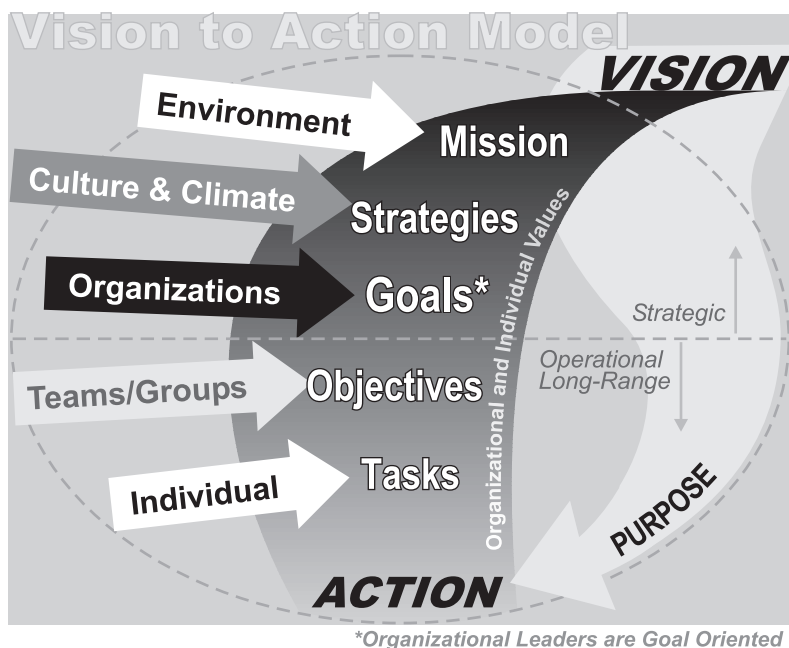 Vision to Action Model
VISION
Environment
Mission
Culture & Climate
Strategies
Organizations
Goals*
Organizational and Individual Values
Strategic
Operational
Long-Range
Teams/Groups
Objectives
Individual
Tasks
PURPOSE
ACTION
*Organizational Leaders are Goal Oriented